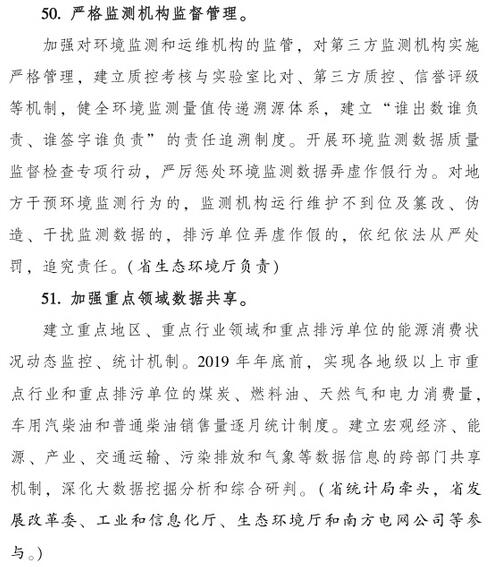 50. 严格监测机构监督管理。
加强对环境监测和运维机构的监管，对第三方监测机构实施
严格管理，建立质控考核与实验室比对、第三方质控、信誉评级
等机制，健全环境监测量值传递溯源体系，建立“谁出数谁负
责、谁签字谁负责”的责任追溯制度。开展环境监测数据质量
监督检查专项行动，严厉惩处环境监测数据弄虚作假行为。对地
方干预环境监测行为的，监测机构运行维护不到位及篡改、伪
造、干扰监测数据的，排污单位弄虚作假的，依纪依法从严处
罚，追究责任。（省生态环境厅负责）
51. 加强重点领域数据共享。
建立重点地区、重点行业领域和重点排污单位的能源消费状
况动态监控、统计机制。2019 年年底前，实现各地级以上市重
点行业和重点排污单位的煤炭、燃料油、天然气和电力消费量，
车用汽柴油和普通柴油销售量逐月统计制度。建立宏观经济、能
源、产业、交通运输、污染排放和气象等数据信息的跨部门共享
机制，深化大数据挖掘分析和综合研判。（省统计局牵头，省发
展改革委、工业和信息化厅、生态环境厅和南方电网公司等参
与。）